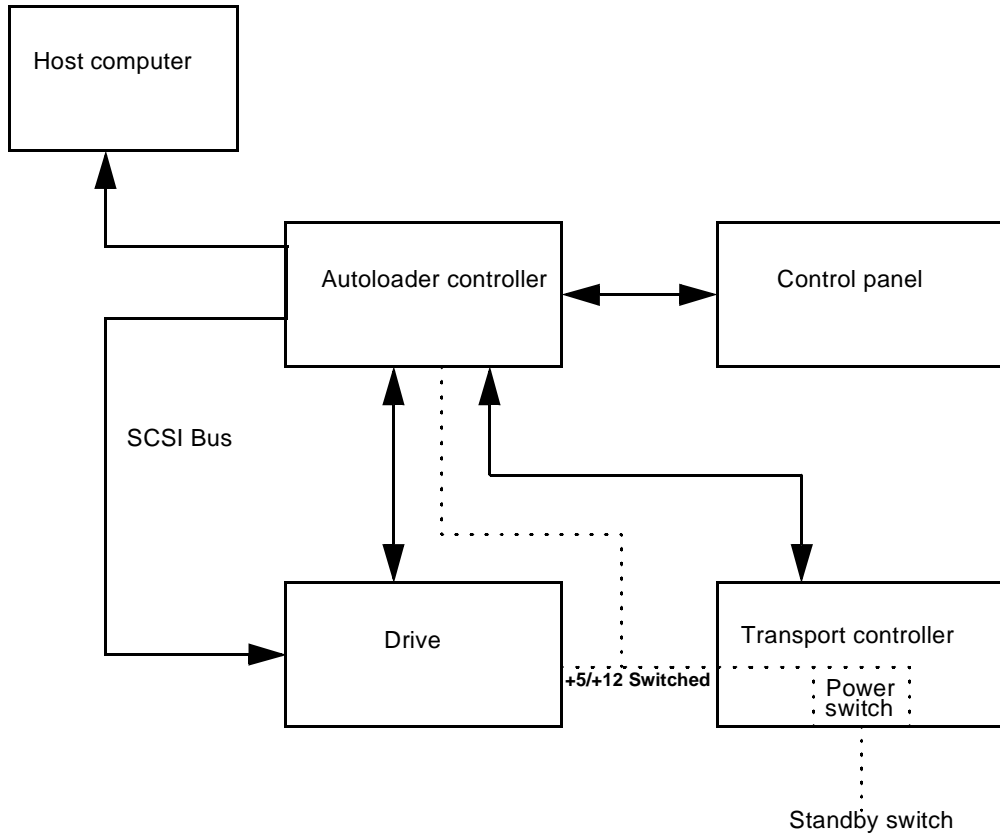 Host computer
Autoloader controller
Control panel
SCSI Bus
Drive
Transport controller
+5/+12 Switched
Power
switch
Standby switch